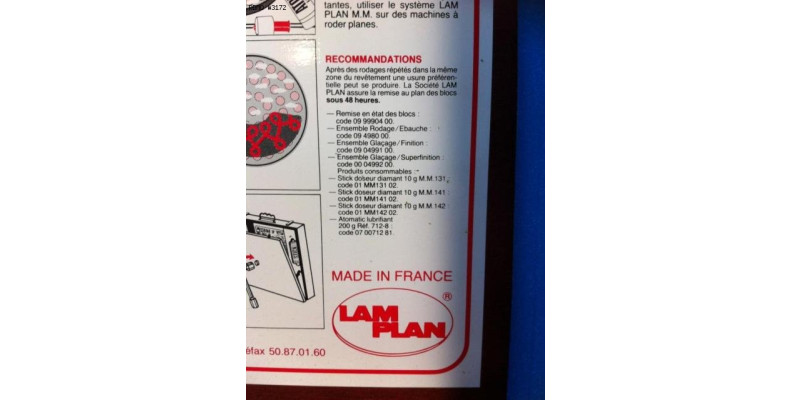 tantes, utiliser le système LAM
PLAN M.M. sur des machines à
roder planes.
RECOMMANDATIONS
Après des rodages répétés dans la même
zone du revêtement une usure préféren-
tielle peut se produire. La Société LAM
PLAN assure la remise au plan des blocs
sous 48 heures.
— Remise en état des blocs :
code 09 99904 00.
— Ensemble Rodage/Ebauche :
code 09 4980 00.
— Ensemble Glaçage/Finition :
code 09 04991 00.
— Ensemble Glaçage/Superfinition :
code 00 04992 00.
Produits consommables :
— Stick doseur diamant 10 g M.M.131,
code 01 MM131 02.
— Stick doseur diamant 10 g M.M.141 :
code 01 MM141 02.
— Stick doseur diamant 10 g M.M.142 :
code 01 MM142 02.
— Atomatic lubrifiant
200 g Réf. 712-8 :
code 07 00712 81.
MADE IN FRANCE
®
LAM
PLAN
éfax 50.87.01.60